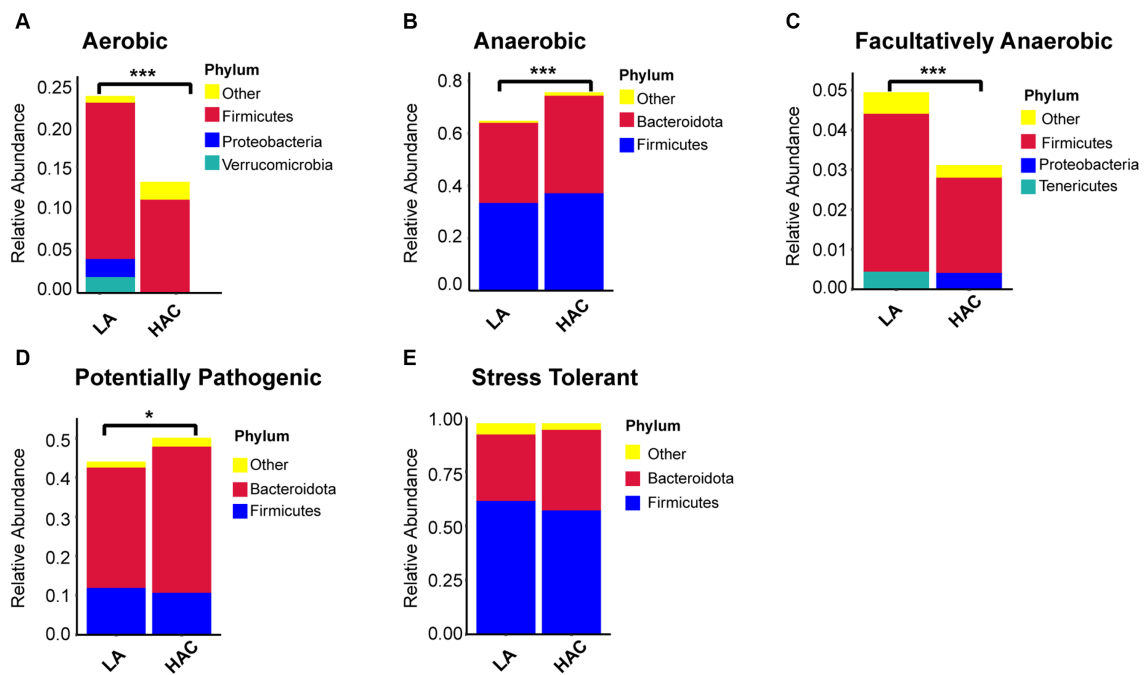 A
Aerobic
***
Relative Abundance
0.25
0.20
0.15
0.10
0.05
0.00
LA
HAC
Phylum
Other
Firmicutes
Proteobacteria
Verrucomicrobia
B
Anaerobic
***
Relative Abundance
0.8
0.6
0.4
0.2
0.0
LA
HAC
Phylum
Other
Bacteroidota
Firmicutes
C
Facultatively Anaerobic
***
Relative Abundance
0.05
0.04
0.03
0.02
0.01
0.00
LA
HAC
Phylum
Other
Firmicutes
Proteobacteria
Tenericutes
D
Potentially Pathogenic
*
Relative Abundance
0.5
0.4
0.3
0.2
0.1
0.0
LA
HAC
Phylum
Other
Bacteroidota
Firmicutes
E
Stress Tolerant
Relative Abundance
1.00
0.75
0.50
0.25
0.00
LA
HAC
Phylum
Other
Bacteroidota
Firmicutes